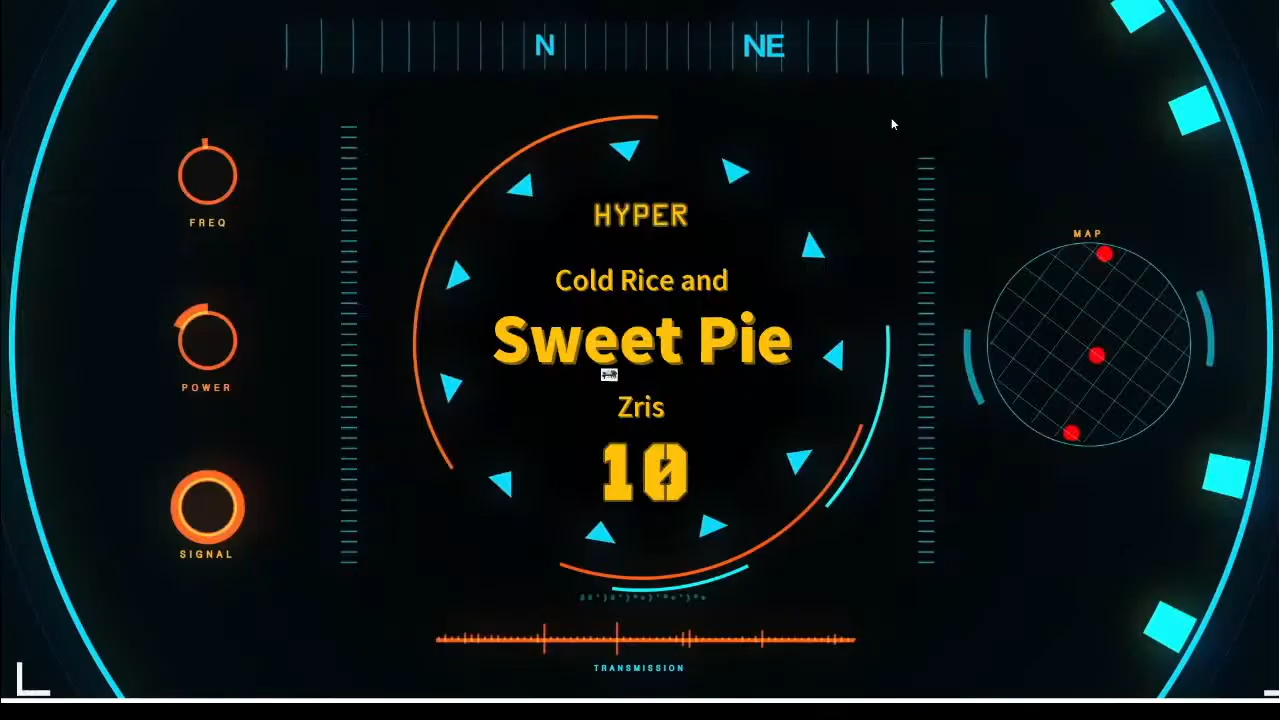 N NE
HYPER
Cold Rice and
Sweet Pie
Zris
10
FREQ
POWER
SIGNAL
MAP
TRANSMISSION